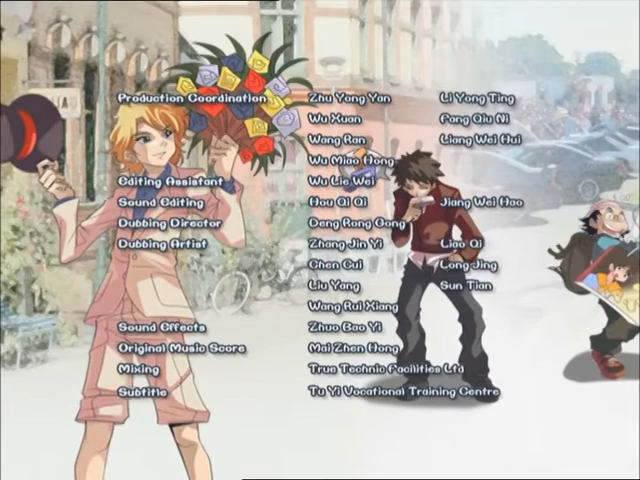 Production Coordination Zhu Yong Yan Li Yong Ting
Wu Xuan Pang Qiu Ni
Wang Ran Liang Wei Hui
Wu Miao Hong
Editing Assistant Wu Lie Wei
Sound Editing Hou Qi Qi Jiang Wei Hao
Dubbing Director Deng Rong Gong
Dubbing Artist Zhang Jin Yi Liao Qi
Chen Cui Long Jing
Liu Yang Sun Tian
Wang Rui Xiang
Sound Effects Zhuo Bao Yi
Original Music Score Mai Zhen Hong
Mixing True Technic Facilities Ltd
Subtitle Tu Yi Vocational Training Centre